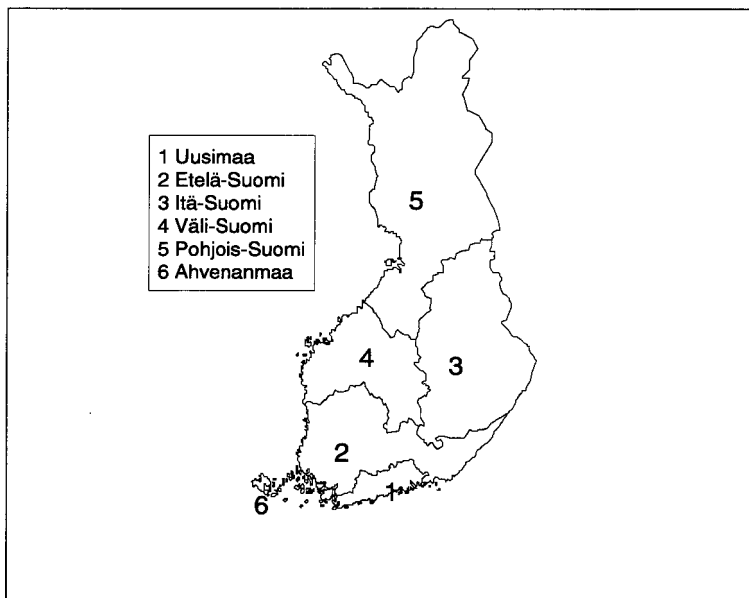 1 Uusimaa
2 Etelä-Suomi
3 Itä-Suomi
4 Väli-Suomi
5 Pohjois-Suomi
6 Ahvenanmaa
5
4
3
2
1
6